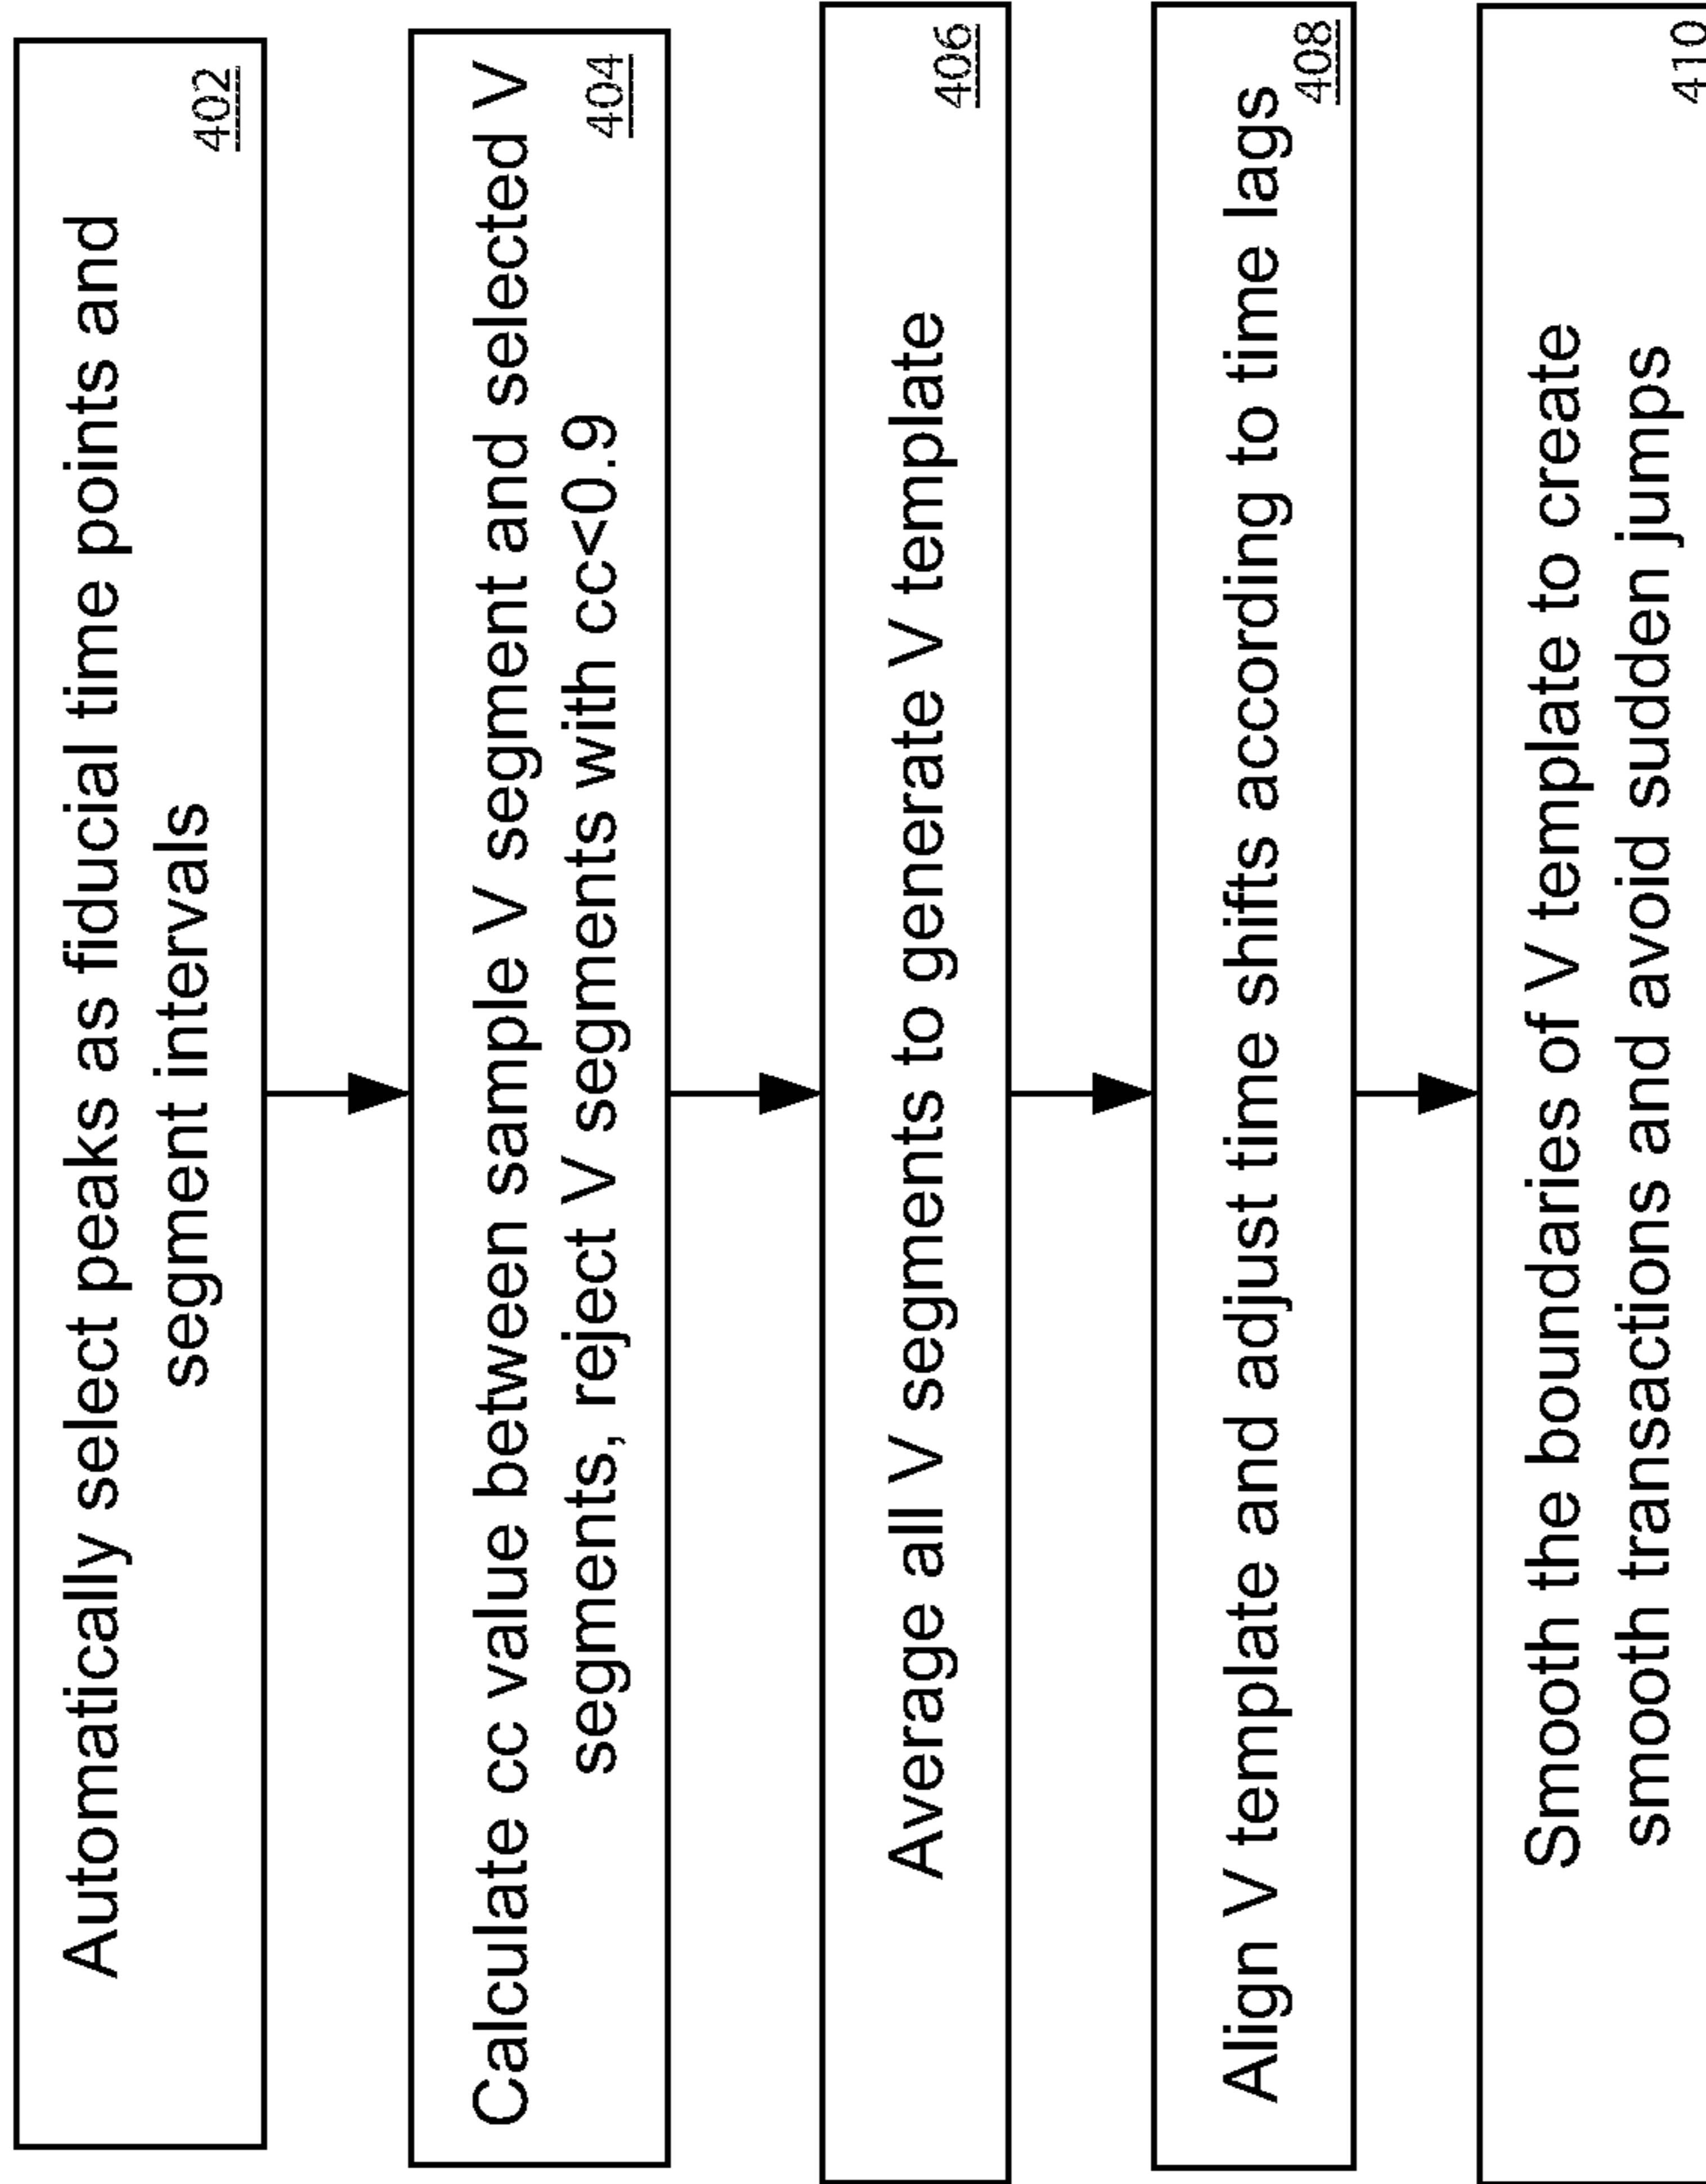 Automatically select peaks as fiducial time points and
segment intervals
402
Calculate cc value between sample V segment and selected V
segments, reject V segments with cc<0.9
404
Average all V segments to generate V template
406
Align V template and adjust time shifts according to time lags
408
Smooth the boundaries of V template to create
smooth transactions and avoid sudden jumps
410